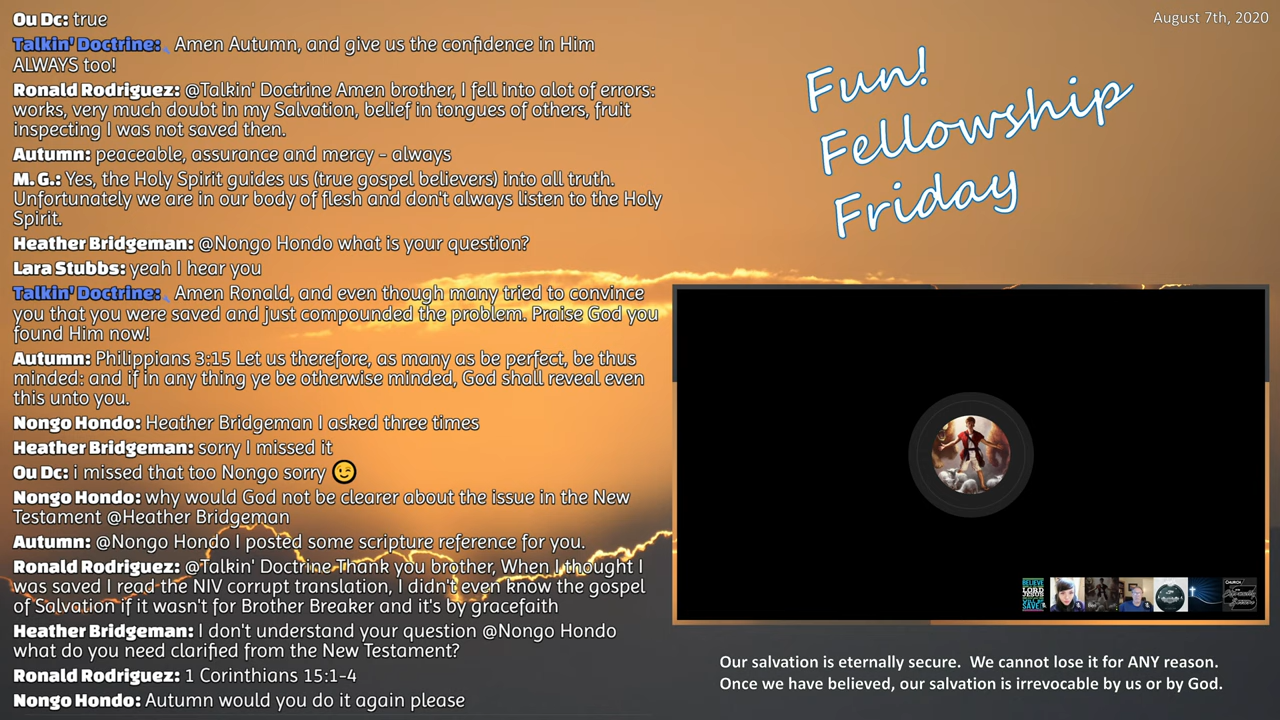 Ou Dc: true
Talkin' Doctrine: Amen Autumn, and give us the confidence in Him
ALWAYS too!
Ronald Rodriguez: @Talkin' Doctrine Amen brother, I fell into alot of errors:
works, very much doubt in my Salvation, belief in tongues of others, fruit
inspecting I was not saved then.
Autumn: peaceable, assurance and mercy - always
M. G.: Yes, the Holy Spirit guides us (true gospel believers) into all truth.
Unfortunately we are in our body of flesh and don't always listen to the Holy
Spirit.
Heather Bridgeman: @Nongo Hondo what is your question?
Lara Stubbs: yeah I hear you
Talkin' Doctrine: Amen Ronald, and even though many tried to convince
you that you were saved and just compounded the problem. Praise God you
found Him now!
Autumn: Philippians 3:15 Let us therefore, as many as be perfect, be thus
minded: and if in any thing ye be otherwise minded, God shall reveal even
this unto you.
Nongo Hondo: Heather Bridgeman I asked three times
Heather Bridgeman: sorry I missed it
Ou Dc: i missed that too Nongo sorry 😉
Nongo Hondo: why would God not be clearer about the issue in the New
Testament @Heather Bridgeman
Autumn: @Nongo Hondo I posted some scripture reference for you.
Ronald Rodriguez: @Talkin' Doctrine Thank you brother, When I thought I
was saved I read the NIV corrupt translation, I didn't even know the gospel
of Salvation if it wasn't for Brother Breaker and it's by gracefaith
Heather Bridgeman: I don't understand your question @Nongo Hondo
what do you need clarified from the New Testament?
Ronald Rodriguez: 1 Corinthians 15:1-4
Nongo Hondo: Autumn would you do it again please
August 7th, 2020
Fun!
Fellowship
Friday
BELIEVE
LORD
JESUS
SAVE
CHURCH
Our salvation is eternally secure. We cannot lose it for ANY reason.
Once we have believed, our salvation is irrevocable by us or by God.